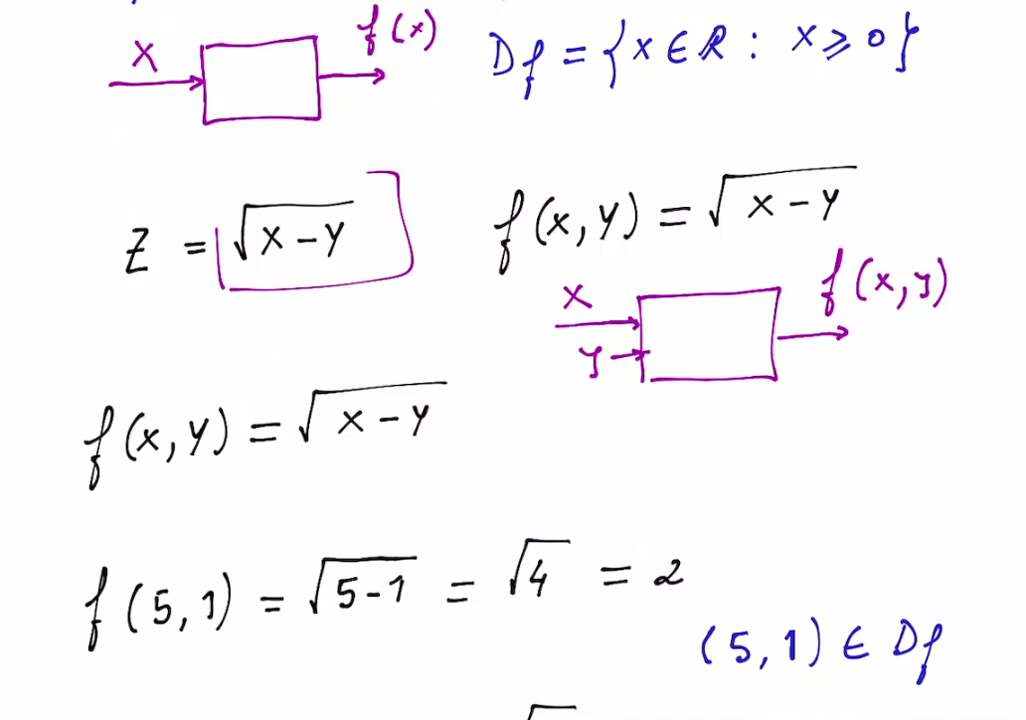 x f(x) Df = {x ∈ ℝ : x ⩾ 0}
z = √(x - y) f(x, y) = √(x - y)
x f(x, y)
y
f(x, y) = √(x - y)
f(5, 1) = √(5-1) = √4 = 2
(5, 1) ∈ Df